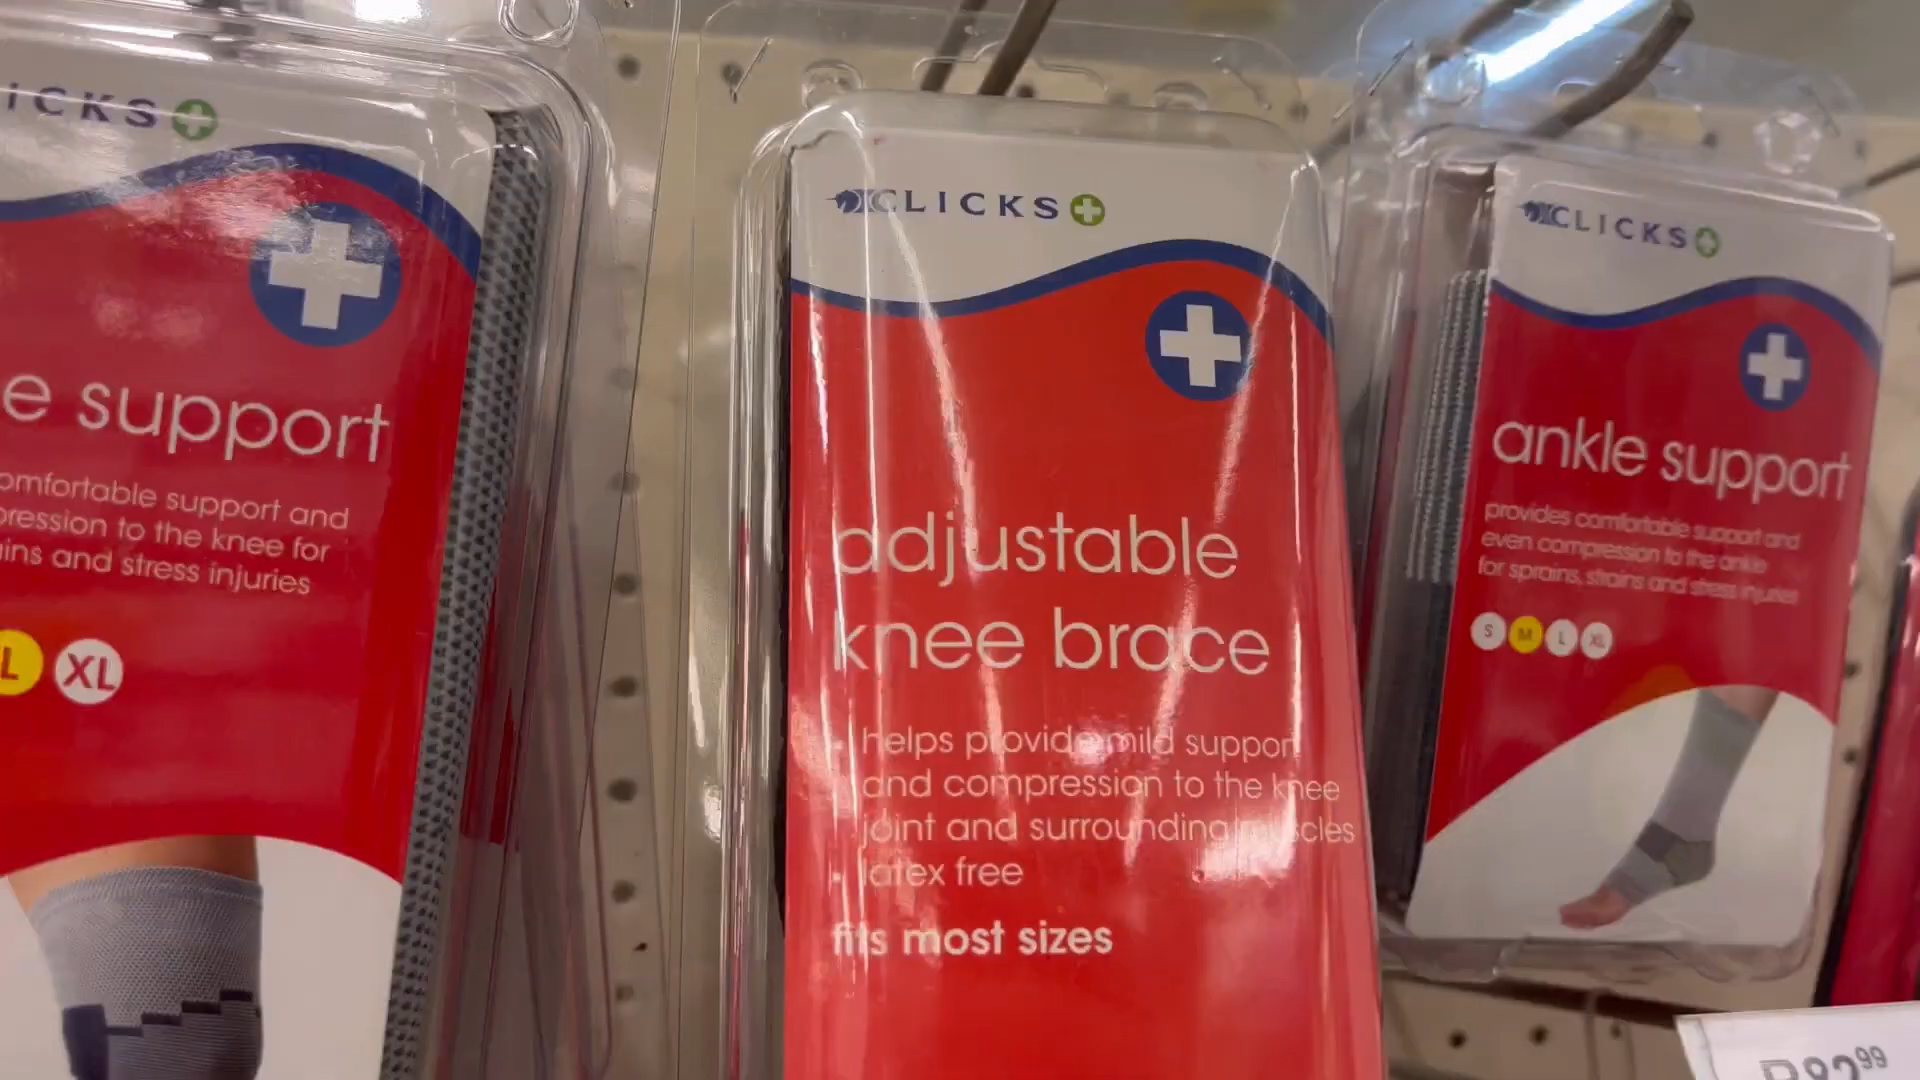 ICKS
e support
omfortable support and
pression to the knee for
ins and stress injuries
L XL
CLICKS
adjustable
knee brace
helps provide mild support
and compression to the knee
joint and surrounding muscles
latex free
fits most sizes
CLICKS
ankle support
provides comfortable support and
even compression to the ankle
for sprains, strains and stress injuries
S M L XL
R82⁹⁹